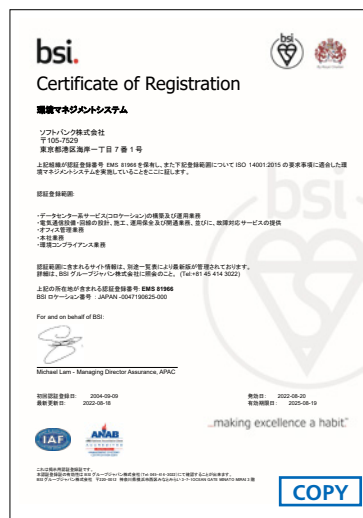 bsi.
bsi
Certificate of Registration
環境マネジメントシステム
ソフトバンク株式会社
〒105-7529
東京都港区海岸一丁目7番1号
上記組織が認証登録番号 EMS 81966 を保有し、また下記登録範囲について ISO 14001:2015 の要求事項に適合した環
境マネジメントシステムを実施していることをここに証します。
認証登録範囲:
・データセンター系サービス(コロケーション)の構築及び運用業務
・電気通信設備・回線の設計、施工、運用保全及び開通業務、並びに、故障対応サービスの提供
・オフィス管理業務
・本社業務
・環境コンプライアンス業務
認証範囲に含まれるサイト情報は、別途一覧表により最新版が管理されております。
詳細は、BSI グループジャパン株式会社に照会のこと。 (Tel:+81 45 414 3022)
上記の所在地が含まれる認証登録番号: EMS 81966
BSI ロケーション番号 : JAPAN -0047190625-000
For and on behalf of BSI:
Michael Lam - Managing Director Assurance, APAC
初回認証登録日: 2004-09-09
発効日: 2022-08-20
最新更新日: 2022-08-18
有効期限日: 2025-08-19
...making excellence a habit.™
IAF
ANAB
COPY